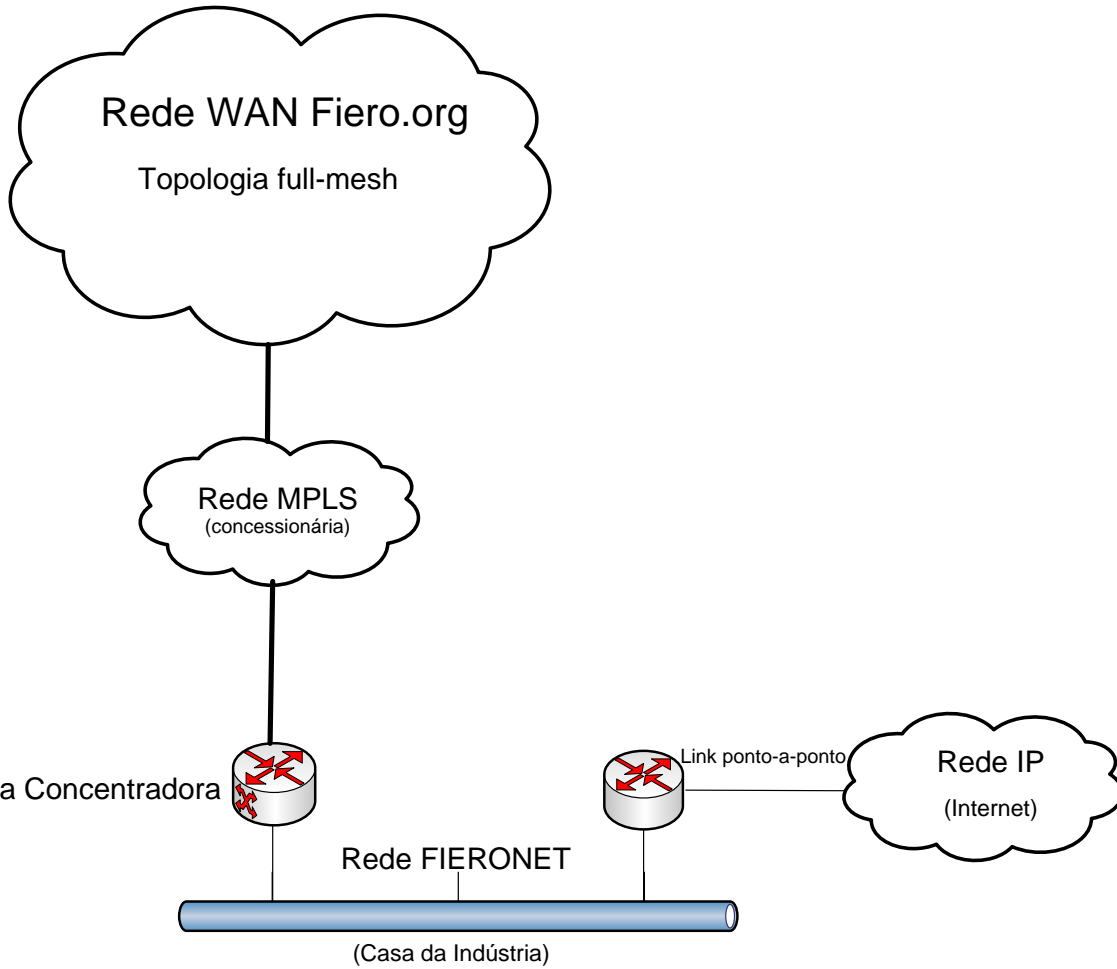 Rede WAN Fiero.org
Topologia full-mesh
Rede MPLS
(concessionária)
a Concentradora
Link ponto-a-ponto
Rede IP
(Internet)
Rede FIERONET
(Casa da Indústria)